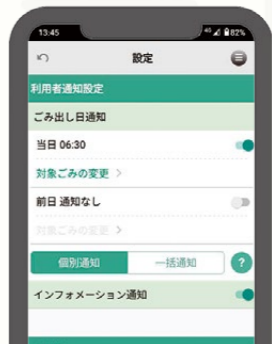 13:45 4G 82%
設定
利用者通知設定
ごみ出し日通知
当日 06:30
対象ごみの変更 >
前日 通知なし
対象ごみの変更 >
個別通知 一括通知 ?
インフォメーション通知